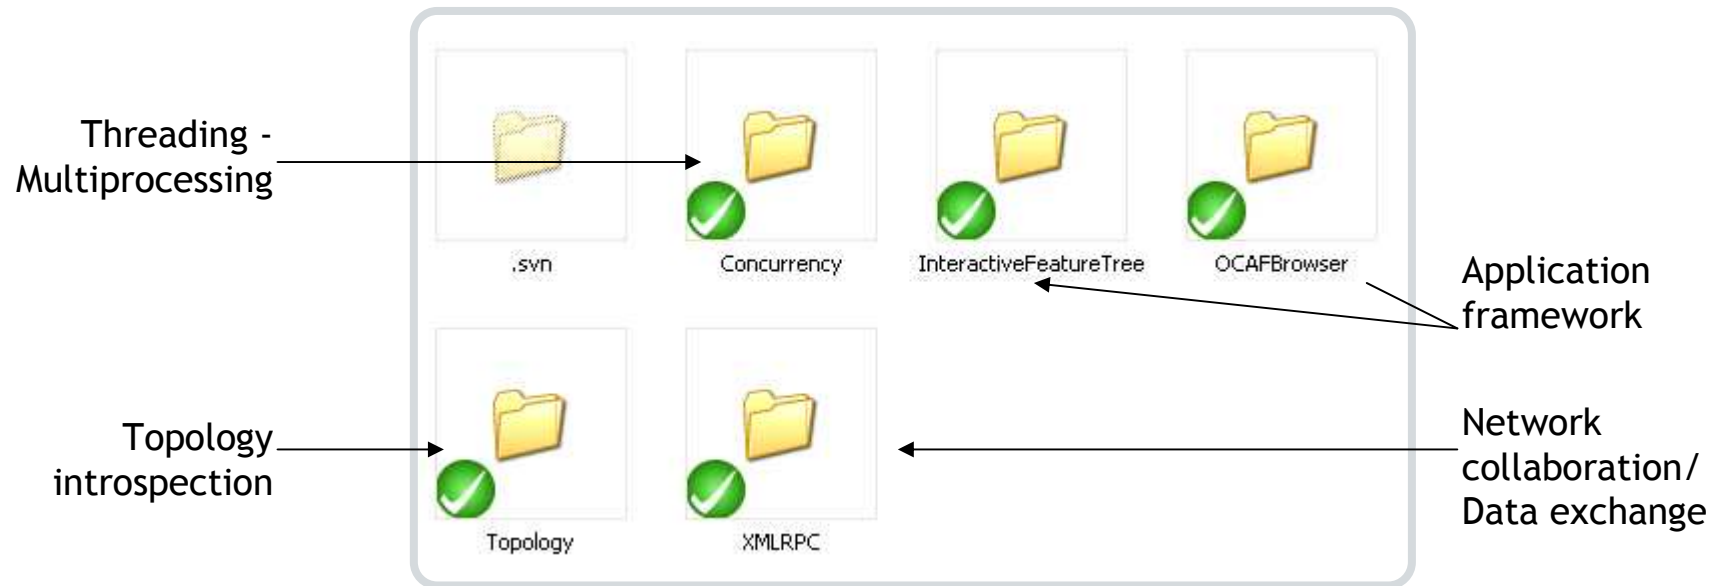 Threading -
Multiprocessing
.svn
Concurrency
InteractiveFeatureTree
OCAFBrowser
Application
framework
Topology
introspection
Topology
XMLRPC
Network
collaboration/
Data exchange